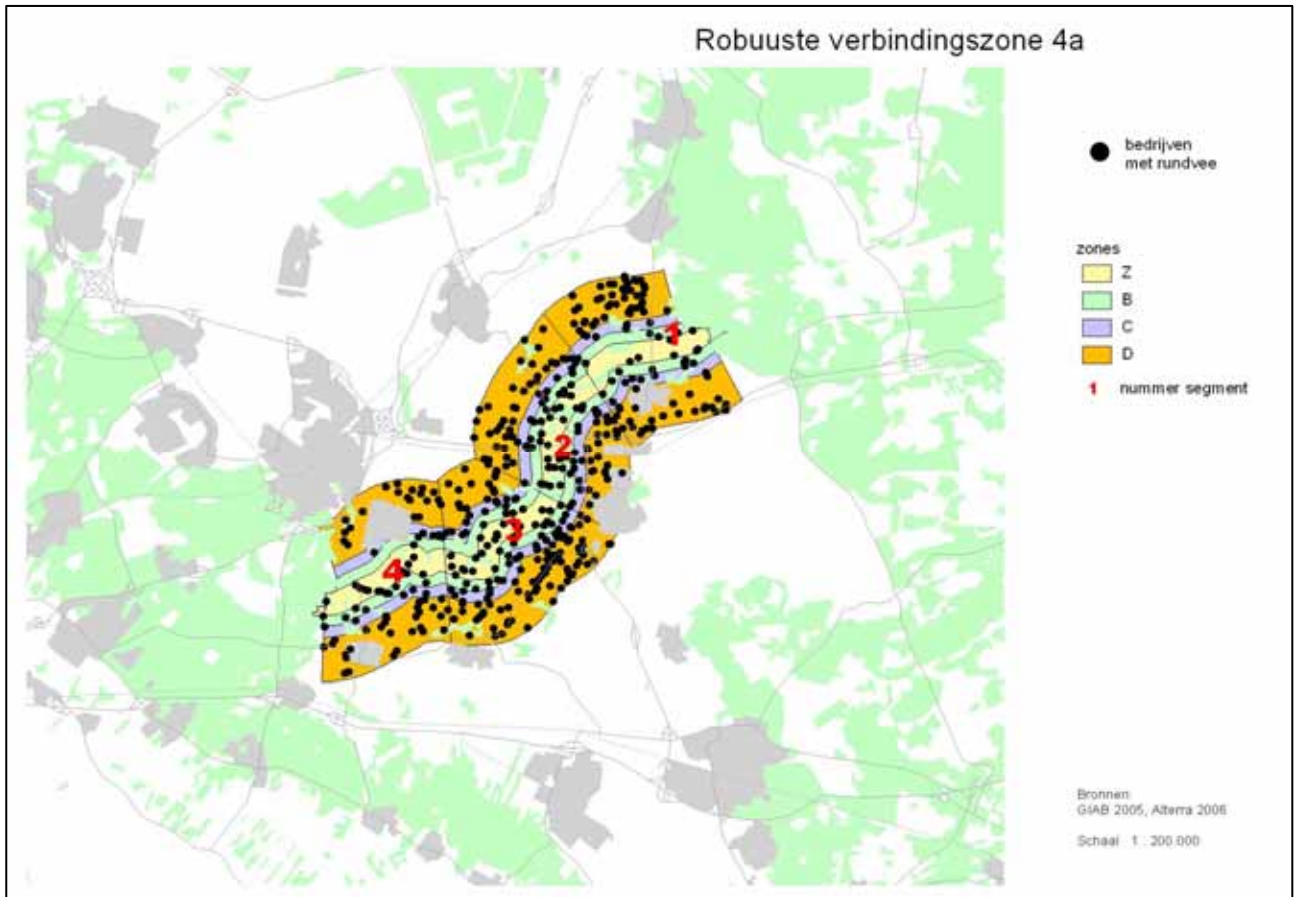 Robuuste verbindingszone 4a
bedrijven
met rundvee
zones
Z
B
C
D
1 nummer segment
1
2
3
4
Bronnen:
GIAB 2005, Alterra 2006
Schaal 1 : 200.000